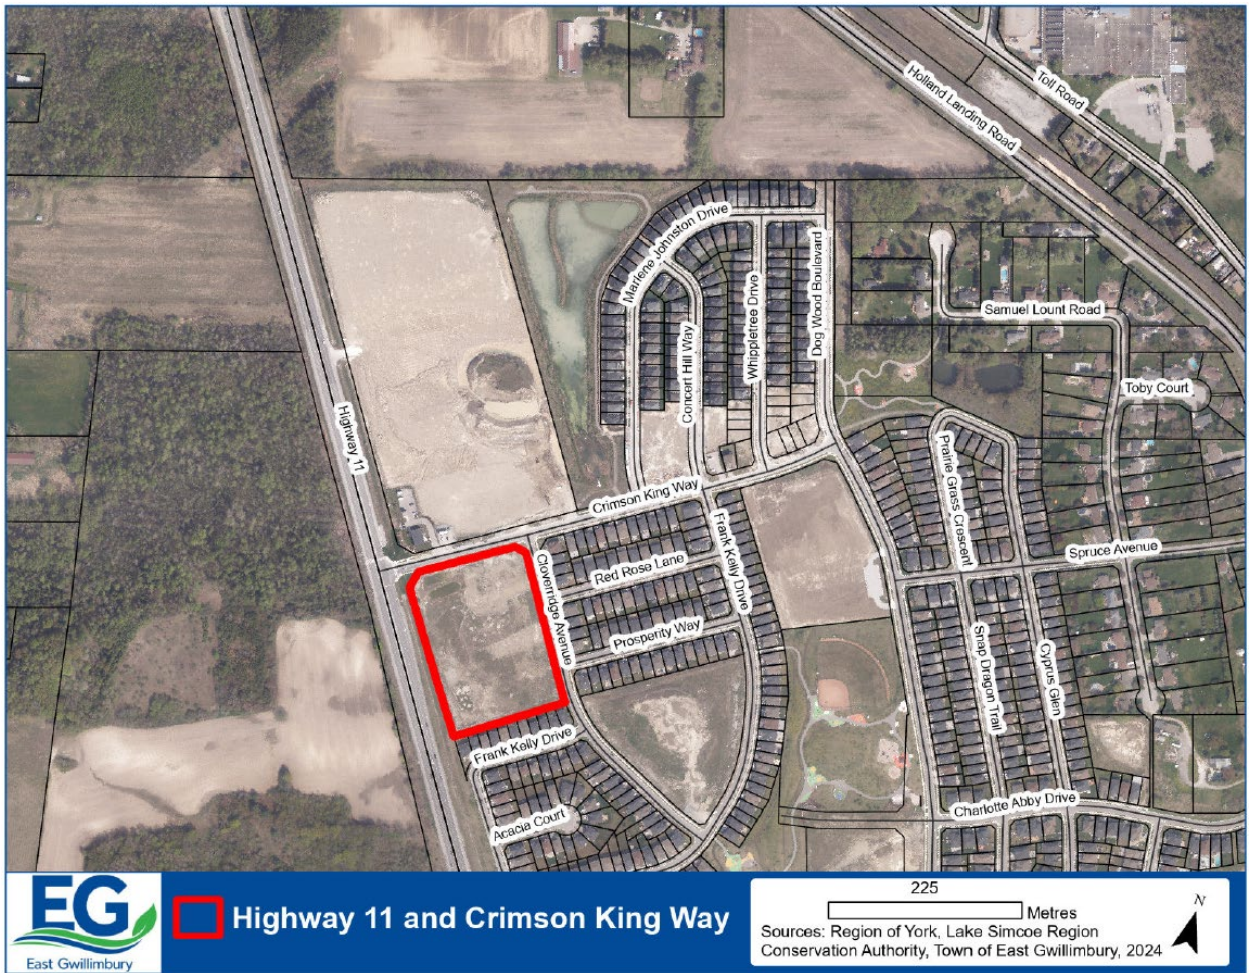 Holland Landing Road
Toll Road
Marlene Johnston Drive
Dog Wood Boulevard
Whippletree Drive
Concert Hill Way
Samuel Lount Road
Toby Court
Highway 11
Crimson King Way
Prairie Grass Crescent
Spruce Avenue
Cloverridge Avenue
Red Rose Lane
Frank Kelly Drive
Prosperity Way
Snap Dragon Trail
Cyprus Glen
Frank Kelly Drive
Acacia Court
Charlotte Abby Drive
EG
East Gwillimbury
Highway 11 and Crimson King Way
225
Metres
N
Sources: Region of York, Lake Simcoe Region
Conservation Authority, Town of East Gwillimbury, 2024